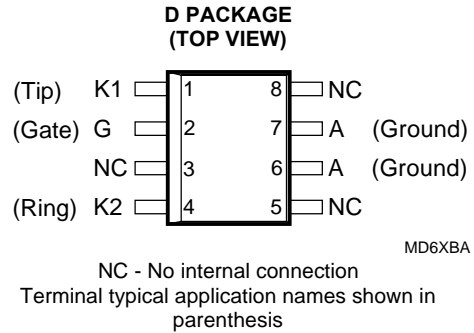 D PACKAGE
(TOP VIEW)
(Tip) K1 1 8 NC
(Gate) G 2 7 A (Ground)
NC 3 6 A (Ground)
(Ring) K2 4 5 NC
MD6XBA
NC - No internal connection
Terminal typical application names shown in
parenthesis